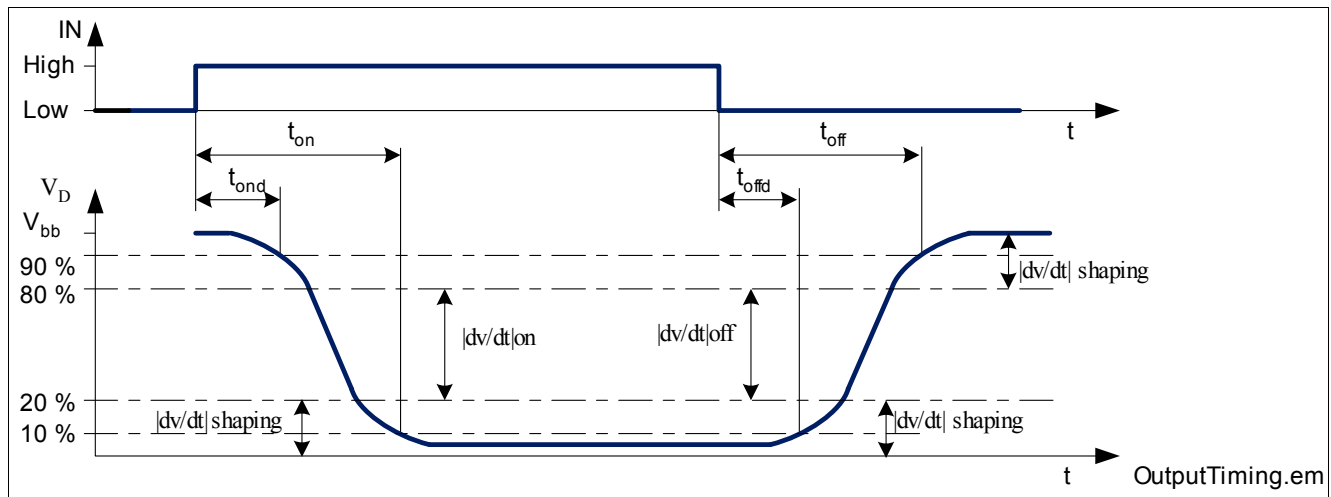 IN
High
Low
t
t_on
t_off
t_ond
t_offd
V_D
V_bb
90 %
80 %
|dv/dt| shaping
|dv/dt|on
|dv/dt|off
20 %
|dv/dt| shaping
|dv/dt| shaping
10 %
t
OutputTiming.em